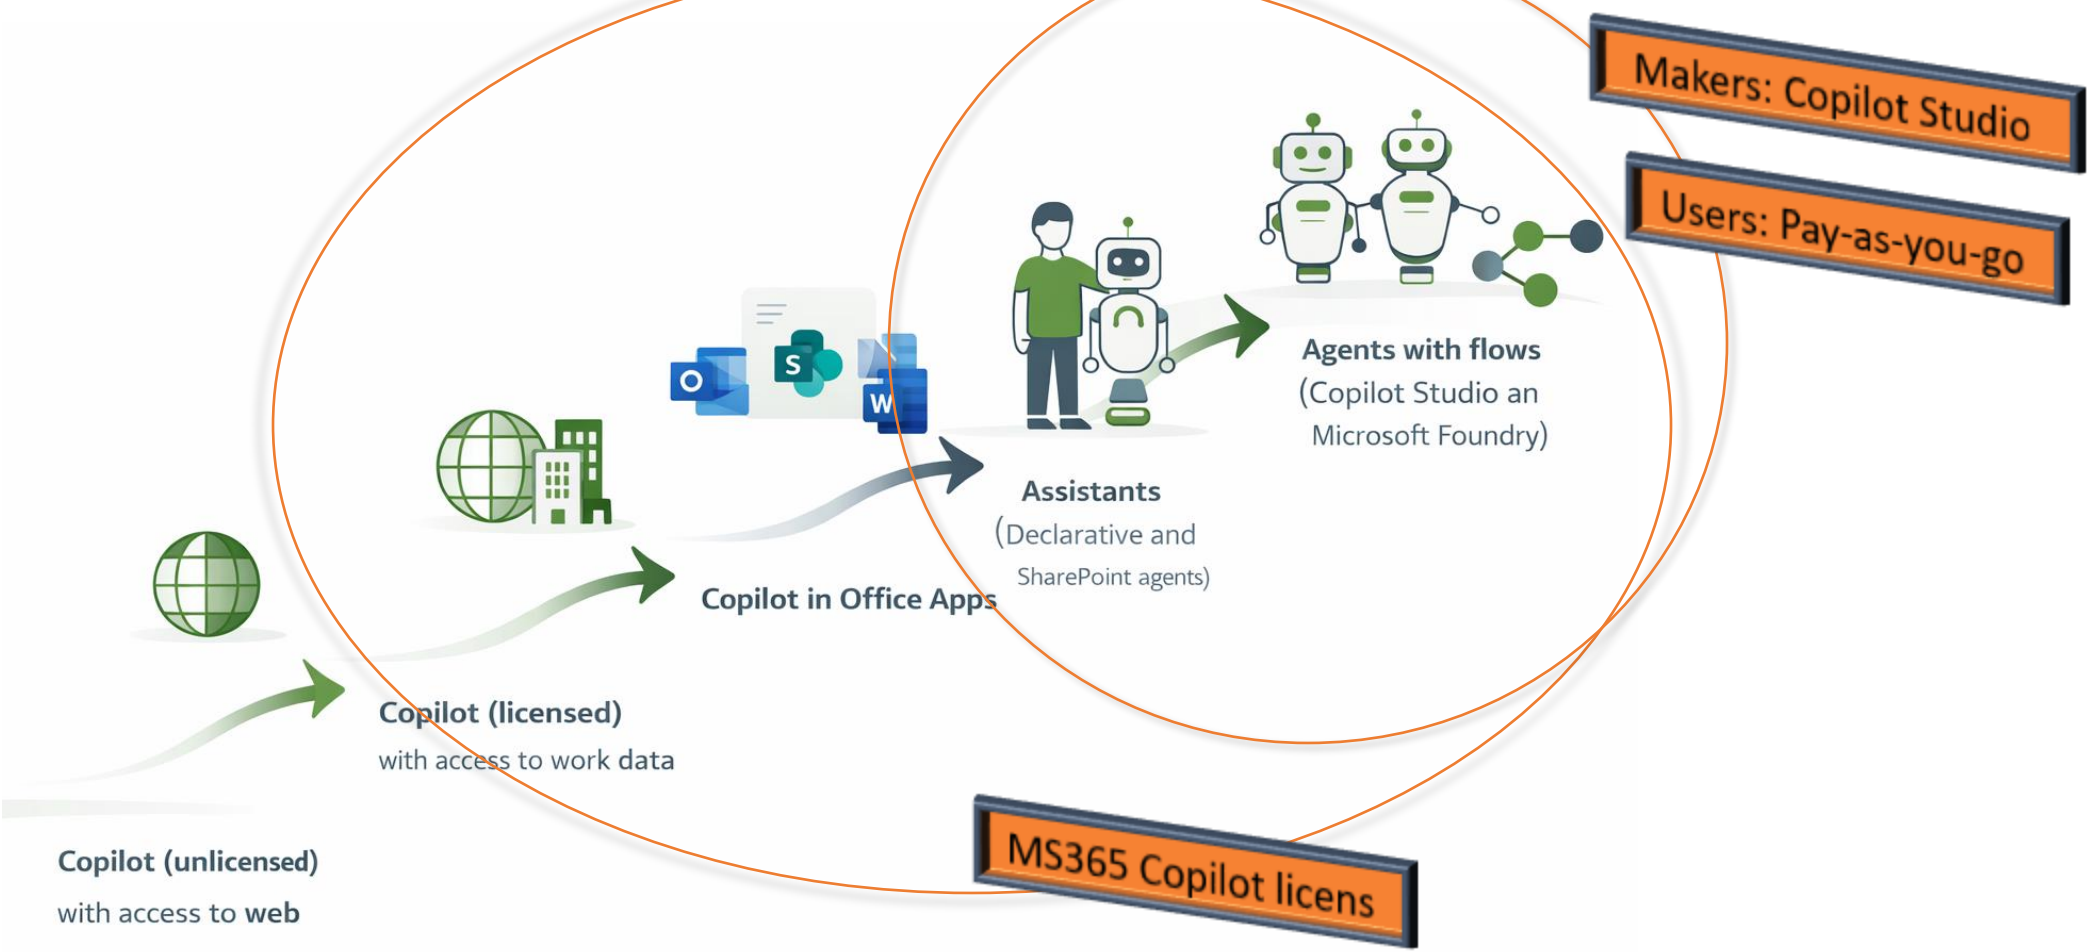 Makers: Copilot Studio
Users: Pay-as-you-go
Agents with flows
(Copilot Studio an
Microsoft Foundry)
O
S
W
Assistants
(Declarative and
SharePoint agents)
Copilot in Office Apps
Copilot (licensed)
with access to work data
MS365 Copilot licens
Copilot (unlicensed)
with access to web